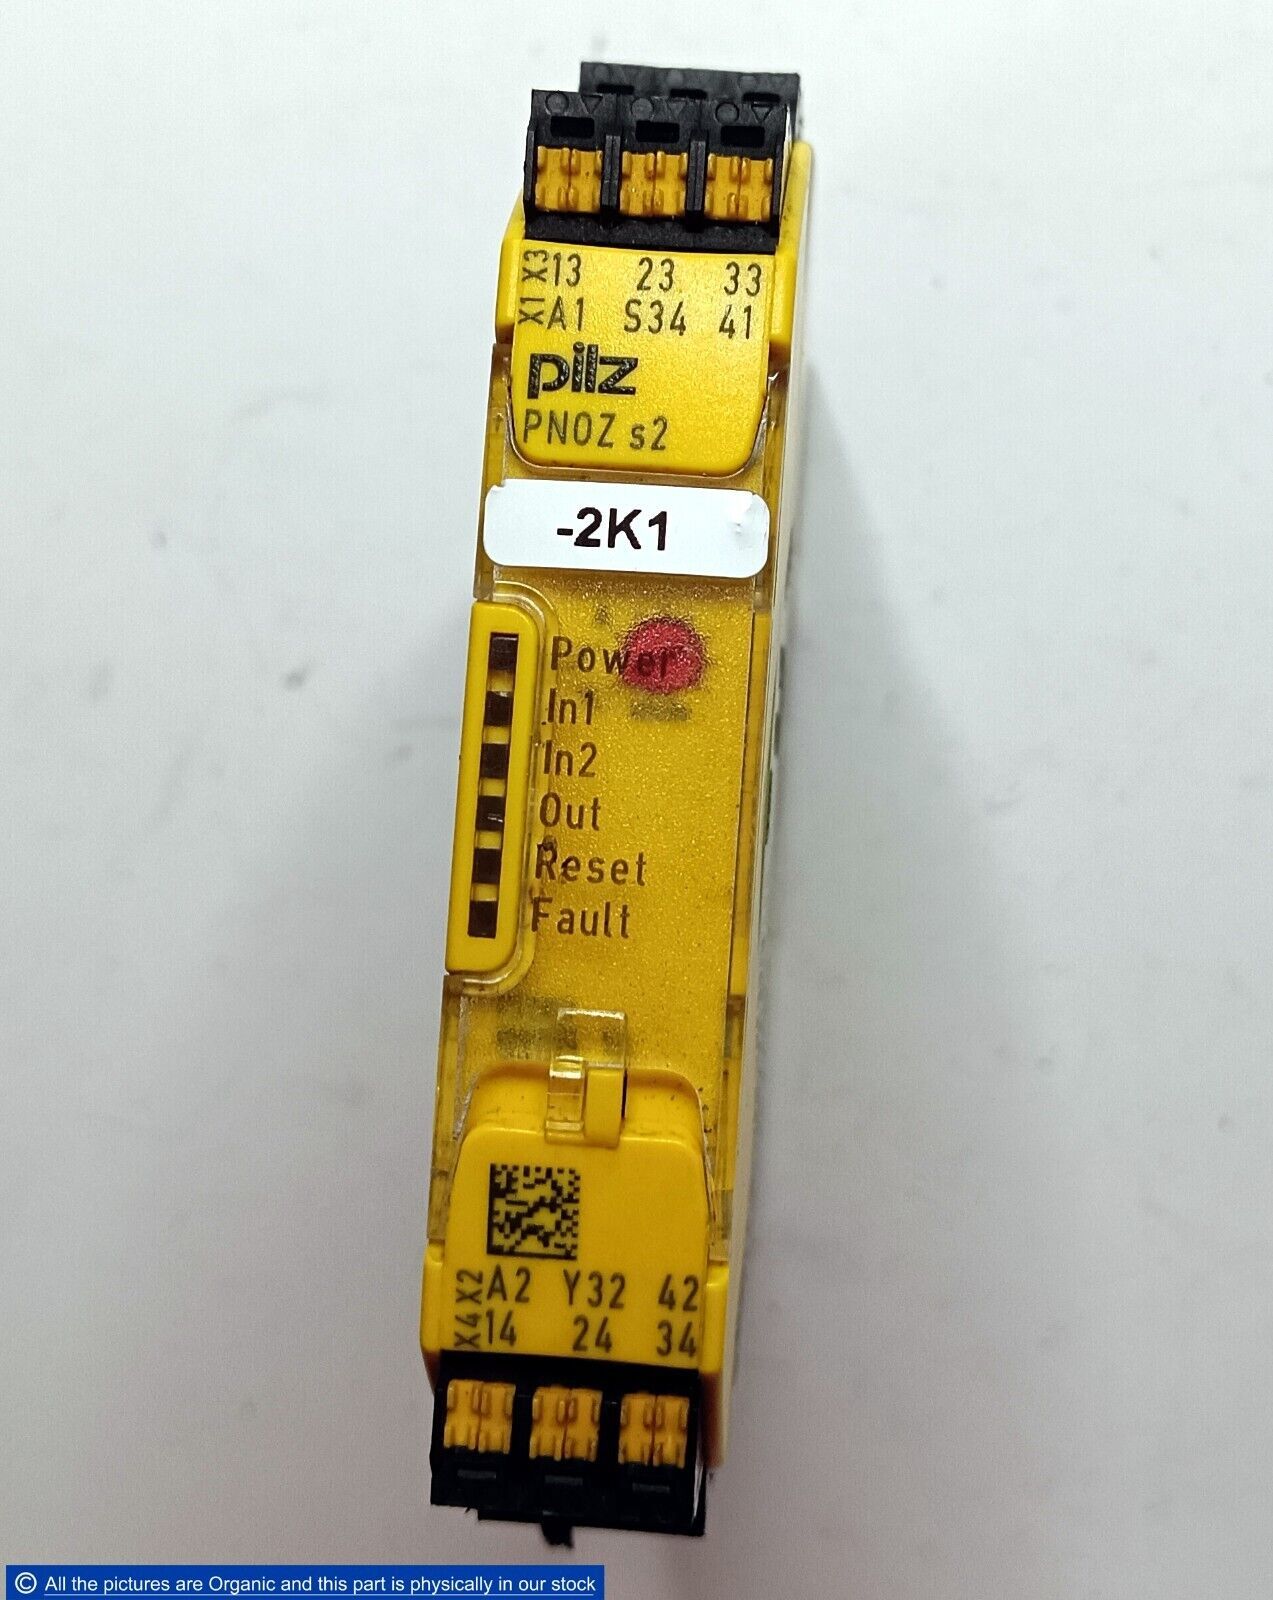 X3 13 23 33
X1 A1 S34 41
pilz
PNOZ s2
-2K1
Power
In1
In2
Out
Reset
Fault
X2 A2 Y32 42
X4 14 24 34
© All the pictures are Organic and this part is physically in our stock